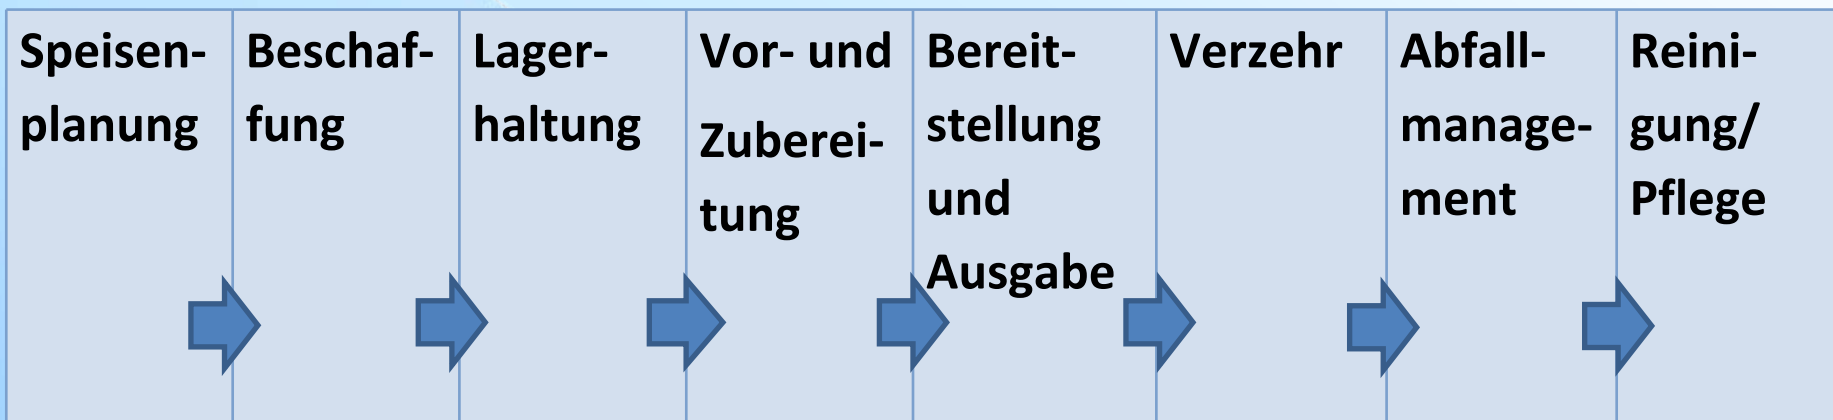 Speisen-
planung
Beschaf-
fung
Lager-
haltung
Vor- und
Zuberei-
tung
Bereit-
stellung
und
Ausgabe
Verzehr
Abfall-
manage-
ment
Reini-
gung/
Pflege